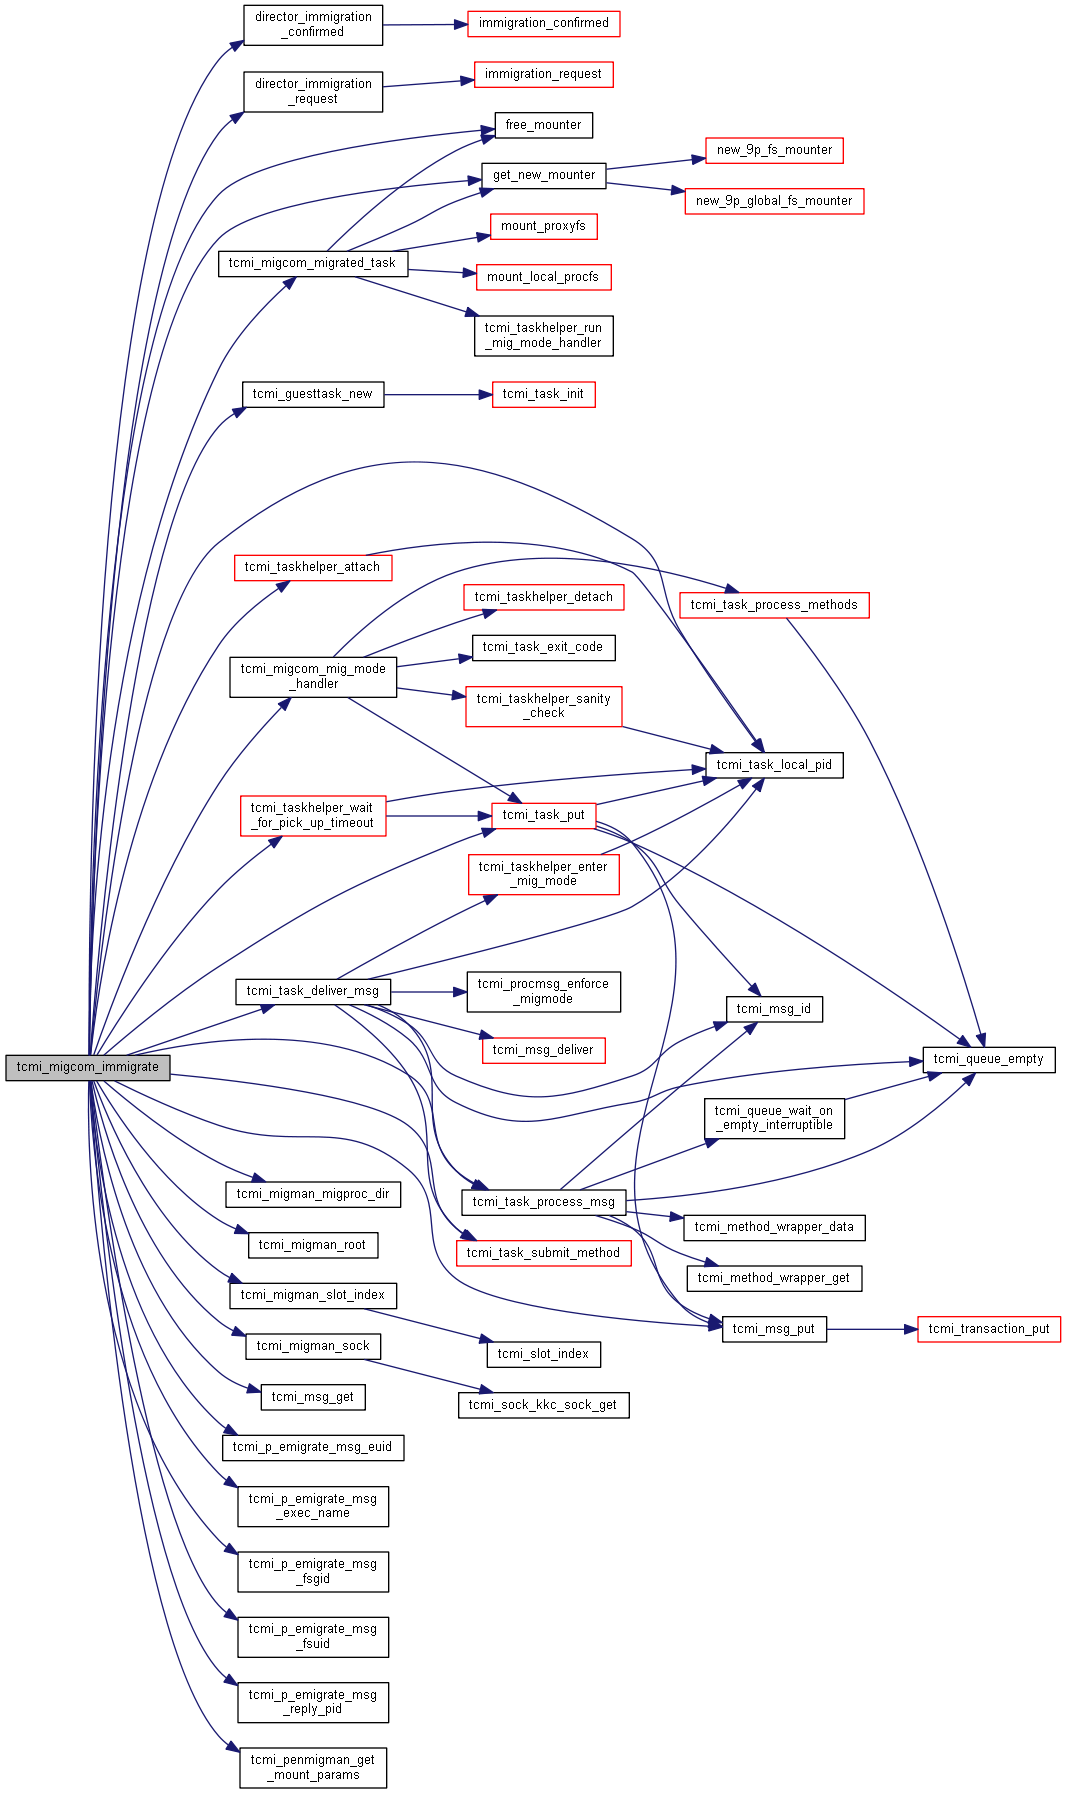 director_immigration
_confirmed
immigration_confirmed
director_immigration
_request
immigration_request
free_mounter
get_new_mounter
new_9p_fs_mounter
new_9p_global_fs_mounter
mount_proxyfs
tcmi_migcom_migrated_task
mount_local_procfs
tcmi_taskhelper_run
_mig_mode_handler
tcmi_guesttask_new
tcmi_task_init
tcmi_taskhelper_attach
tcmi_taskhelper_detach
tcmi_task_process_methods
tcmi_task_exit_code
tcmi_migcom_mig_mode
_handler
tcmi_taskhelper_sanity
_check
tcmi_task_local_pid
tcmi_taskhelper_wait
_for_pick_up_timeout
tcmi_task_put
tcmi_taskhelper_enter
_mig_mode
tcmi_task_deliver_msg
tcmi_procmsg_enforce
_migmode
tcmi_msg_id
tcmi_msg_deliver
tcmi_queue_empty
tcmi_migcom_immigrate
tcmi_queue_wait_on
_empty_interruptible
tcmi_migman_migproc_dir
tcmi_task_process_msg
tcmi_method_wrapper_data
tcmi_migman_root
tcmi_task_submit_method
tcmi_method_wrapper_get
tcmi_migman_slot_index
tcmi_msg_put
tcmi_transaction_put
tcmi_migman_sock
tcmi_slot_index
tcmi_msg_get
tcmi_sock_kkc_sock_get
tcmi_p_emigrate_msg_euid
tcmi_p_emigrate_msg
_exec_name
tcmi_p_emigrate_msg
_fsgid
tcmi_p_emigrate_msg
_fsuid
tcmi_p_emigrate_msg
_reply_pid
tcmi_penmigman_get
_mount_params